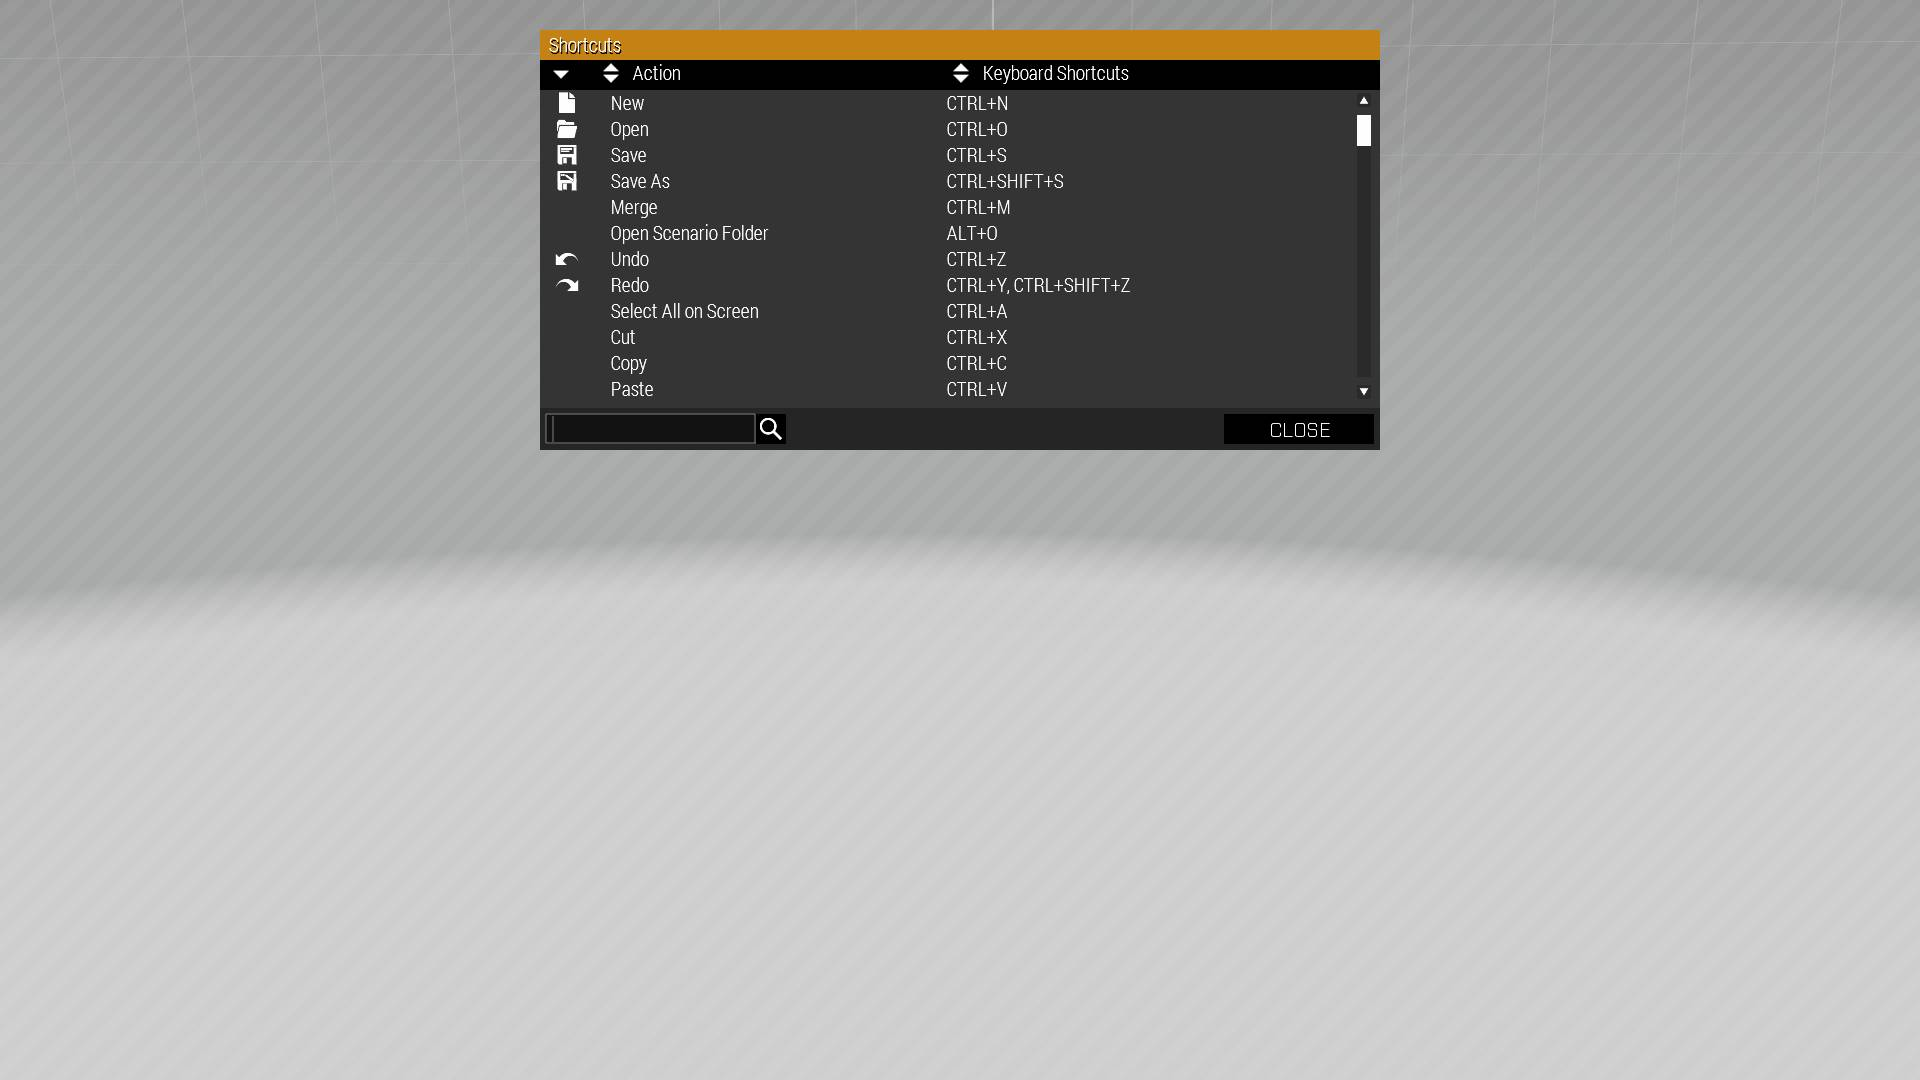 Shortcuts
Action Keyboard Shortcuts
New CTRL+N
Open CTRL+O
Save CTRL+S
Save As CTRL+SHIFT+S
Merge CTRL+M
Open Scenario Folder ALT+O
Undo CTRL+Z
Redo CTRL+Y, CTRL+SHIFT+Z
Select All on Screen CTRL+A
Cut CTRL+X
Copy CTRL+C
Paste CTRL+V
CLOSE